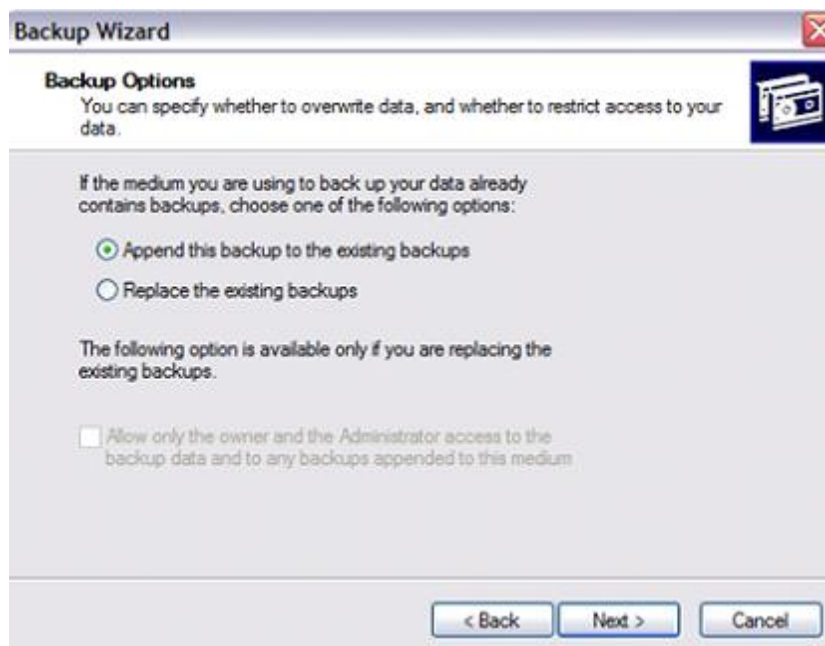 Backup Wizard
Backup Options
You can specify whether to overwrite data, and whether to restrict access to your
data.
If the medium you are using to back up your data already
contains backups, choose one of the following options:
Append this backup to the existing backups
Replace the existing backups
The following option is available only if you are replacing the
existing backups.
Allow only the owner and the Administrator access to the
backup data and to any backups appended to this medium
< Back
Next >
Cancel